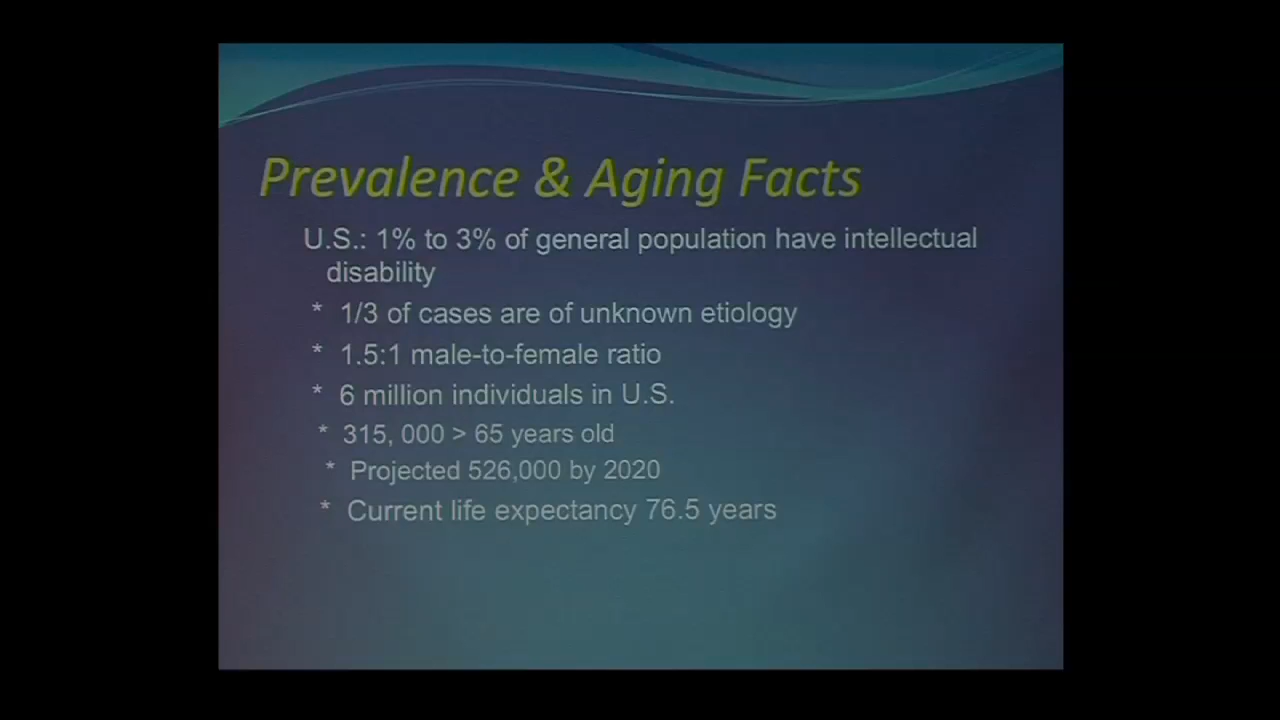 Prevalence & Aging Facts
U.S.: 1% to 3% of general population have intellectual
disability
* 1/3 of cases are of unknown etiology
* 1.5:1 male-to-female ratio
* 6 million individuals in U.S.
* 315, 000 > 65 years old
* Projected 526,000 by 2020
* Current life expectancy 76.5 years